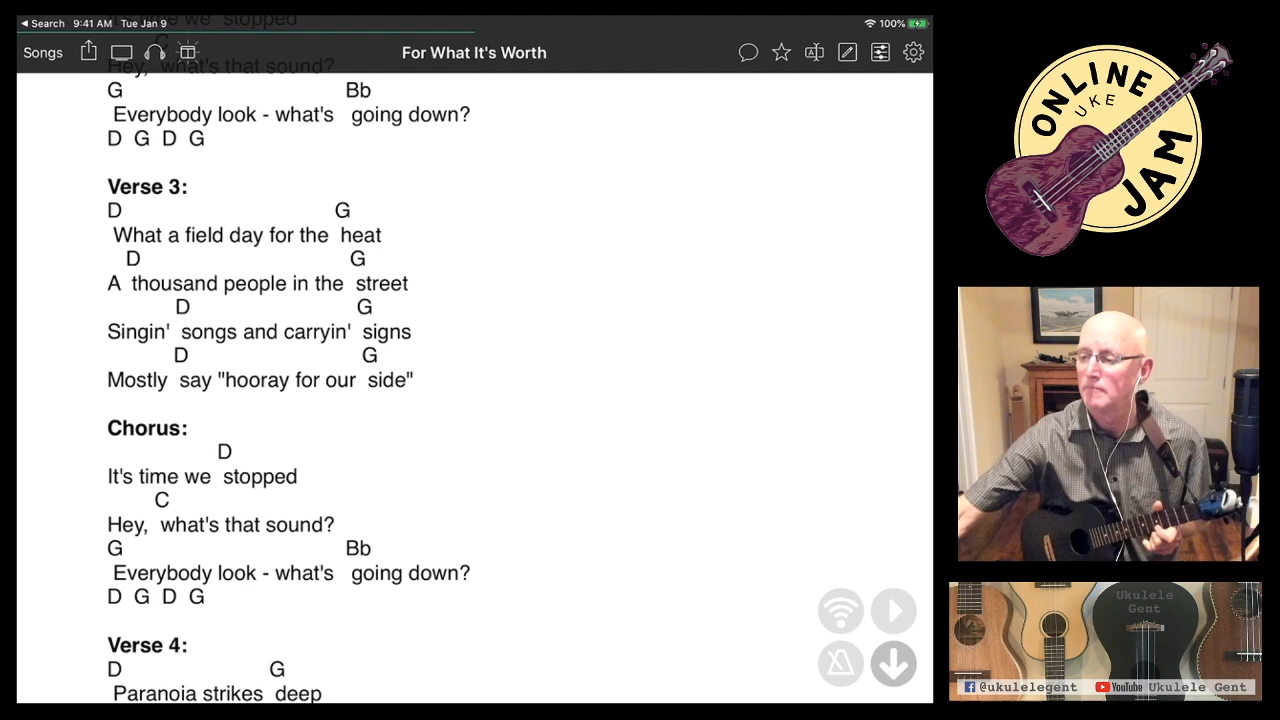 Search 9:41 AM Tue Jan 9 100%
Songs For What It's Worth
It's time we stopped
C
Hey, what's that sound?
G Bb
Everybody look - what's going down?
D G D G
Verse 3:
D G
What a field day for the heat
D G
A thousand people in the street
D G
Singin' songs and carryin' signs
D G
Mostly say "hooray for our side"
Chorus:
D
It's time we stopped
C
Hey, what's that sound?
G Bb
Everybody look - what's going down?
D G D G
Verse 4:
D G
Paranoia strikes deep
ONLINE
UKE
JAM
Ukulele
Gent
@ukulelegent YouTube Ukulele Gent